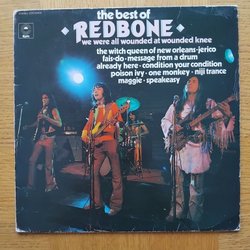 the best of
REDBONE
we were all wounded at wounded knee
the witch queen of new orleans · jerico
fais-do · message from a drum
already here · condition your condition
poison ivy · one monkey · niji trance
maggie · speakeasy
Epic